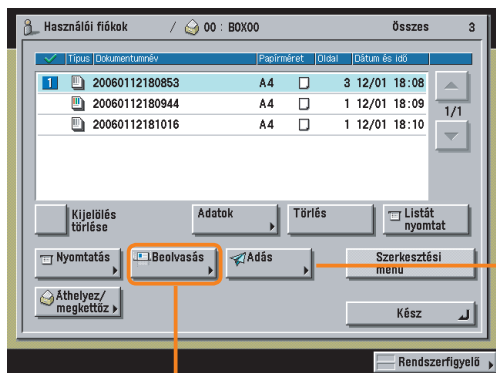 Használói fiókok / 00 : BOX00 Összes 3
Típus Dokumentumnév Papírméret Oldal Dátum és idő
1 20060112180853 A4 3 12/01 18:08
20060112180944 A4 1 12/01 18:09
20060112181016 A4 1 12/01 18:10
1/1
Kijelölés
törlése
Adatok
Törlés
Listát
nyomtat
Nyomtatás
Beolvasás
Adás
Szerkesztési
menü
Áthelyez/
megkettőz
Kész
Rendszerfigyelő